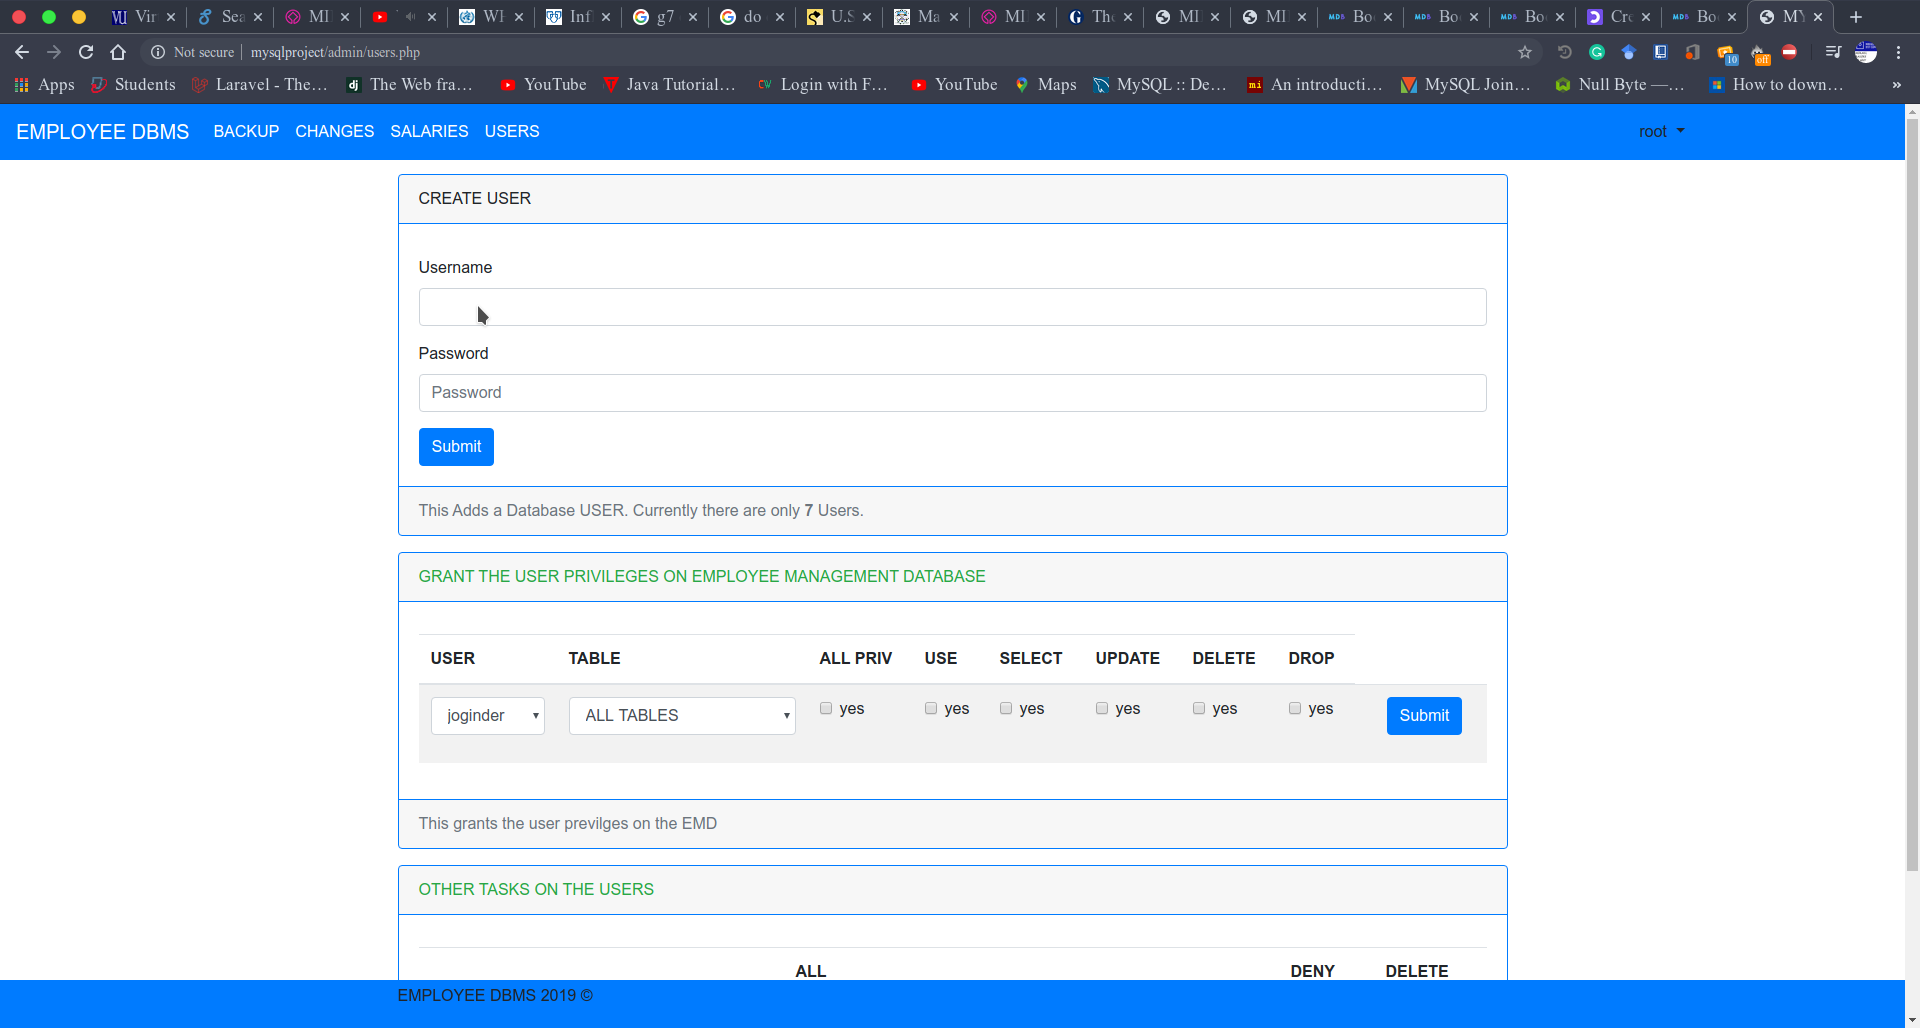 Vir Sea MI WH Infl g7 do U.S Ma MI The MI MI Bo Bo Bo Cre Bo MY
Not secure mysqlproject/admin/users.php 10 off
Apps Students Laravel - The... The Web fra... YouTube Java Tutorial... Login with F... YouTube Maps MySQL :: De... An introducti... MySQL Join... Null Byte —... How to down... »
EMPLOYEE DBMS BACKUP CHANGES SALARIES USERS root
CREATE USER
Username
Password
Password
Submit
This Adds a Database USER. Currently there are only 7 Users.
GRANT THE USER PRIVILEGES ON EMPLOYEE MANAGEMENT DATABASE
USER TABLE ALL PRIV USE SELECT UPDATE DELETE DROP
joginder ALL TABLES yes yes yes yes yes yes Submit
This grants the user previlges on the EMD
OTHER TASKS ON THE USERS
ALL DENY DELETE
EMPLOYEE DBMS 2019 ©